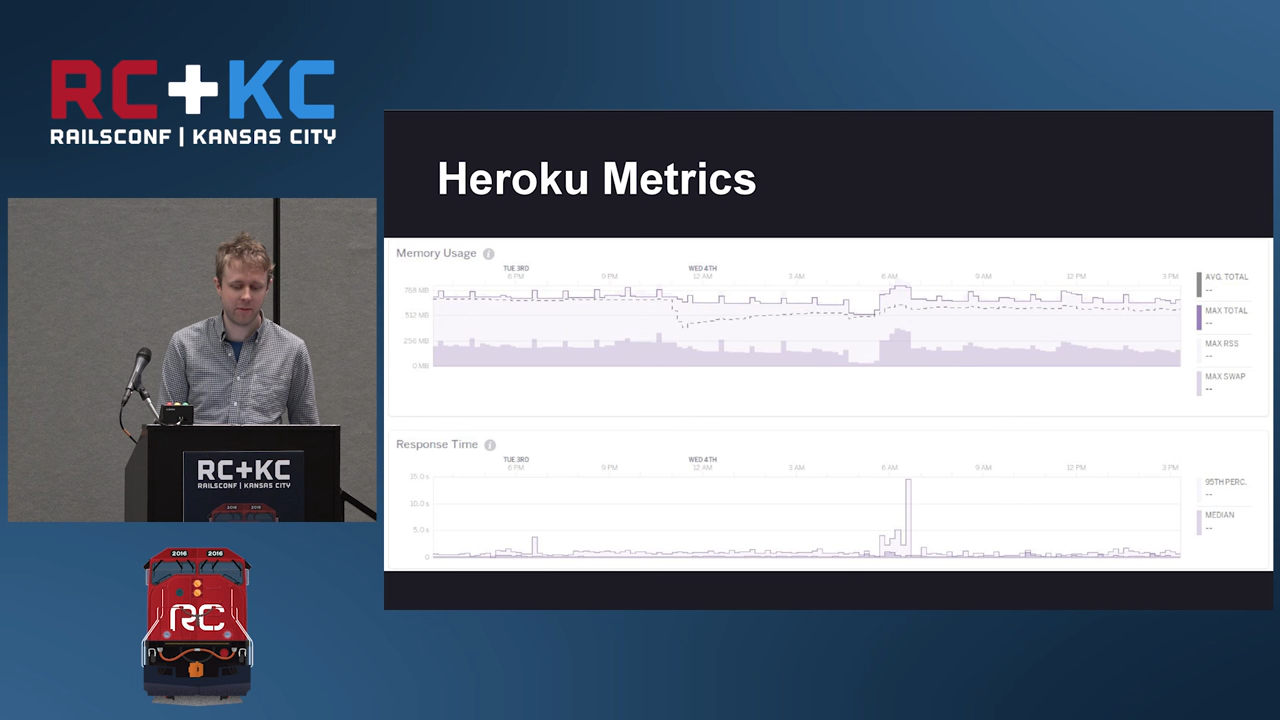 RC+KC
RAILSCONF | KANSAS CITY
Heroku Metrics
Memory Usage i
TUE 3RD WED 4TH
6 PM 9 PM 12 AM 3 AM 6 AM 9 AM 12 PM 3 PM
768 MB
512 MB
256 MB
0 MB
AVG. TOTAL
--
MAX TOTAL
--
MAX RSS
--
MAX SWAP
--
Response Time i
TUE 3RD WED 4TH
6 PM 9 PM 12 AM 3 AM 6 AM 9 AM 12 PM 3 PM
15.0 s
10.0 s
5.0 s
0
95TH PERC.
--
MEDIAN
--
RC+KC
RAILSCONF | KANSAS CITY
2016 2016
RC